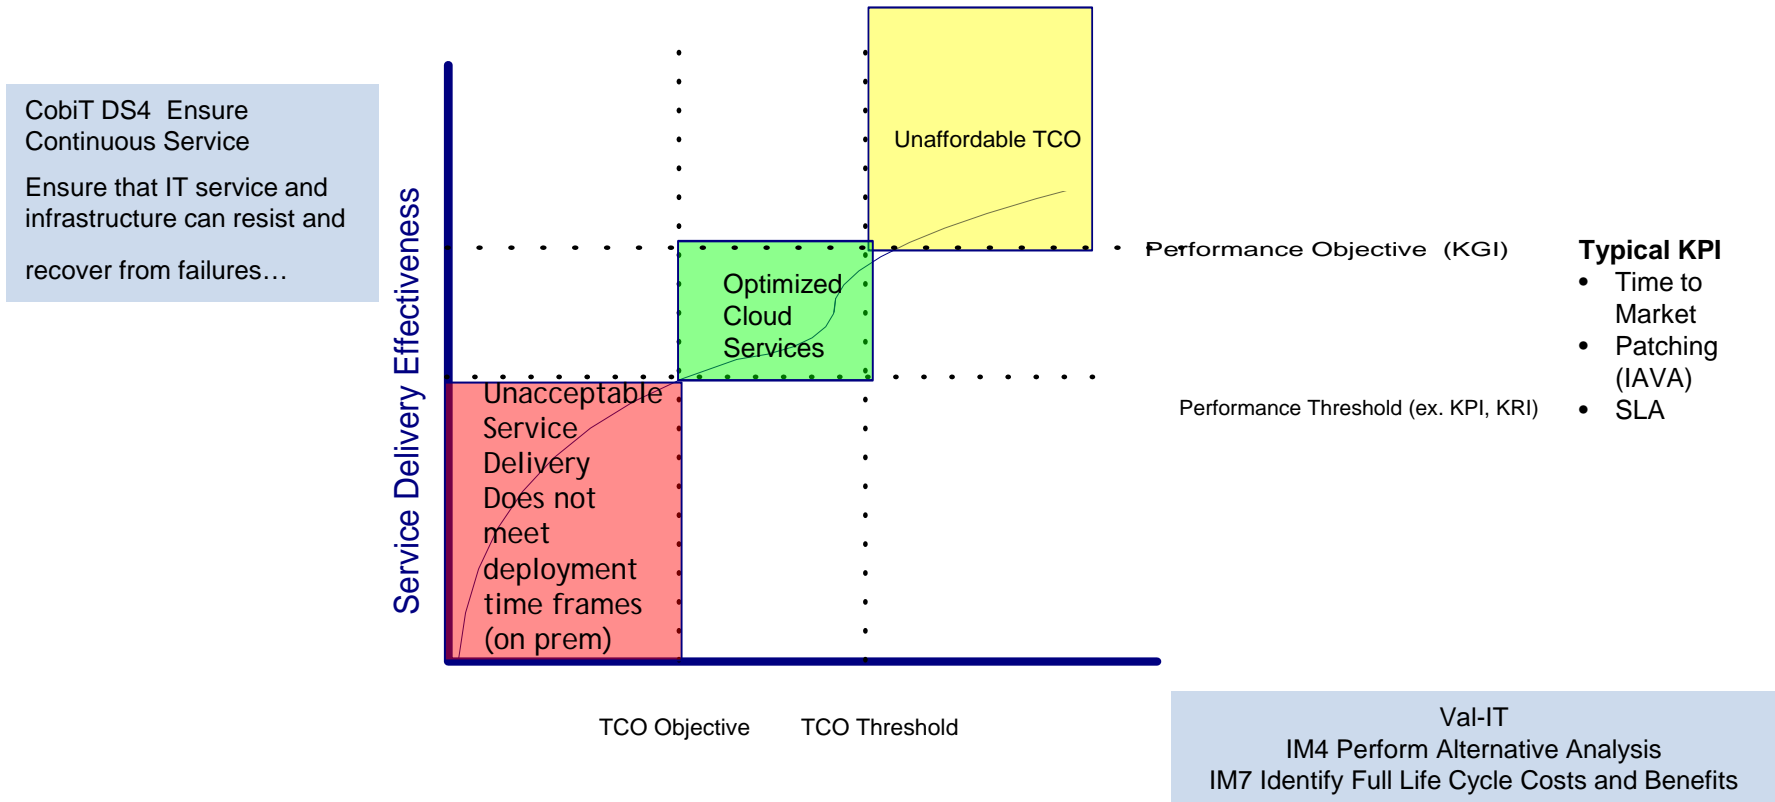 CobiT DS4  Ensure
Continuous Service
Ensure that IT service and
infrastructure can resist and
recover from failures…
Service Delivery Effectiveness
Unaffordable TCO
Optimized
Cloud
Services
Unacceptable
Service
Delivery
Does not
meet
deployment
time frames
(on prem)
Performance Objective  (KGI)
Performance Threshold (ex. KPI, KRI)
Typical KPI
• Time to
Market
• Patching
(IAVA)
• SLA
TCO Objective
TCO Threshold
Val-IT
IM4 Perform Alternative Analysis
IM7 Identify Full Life Cycle Costs and Benefits